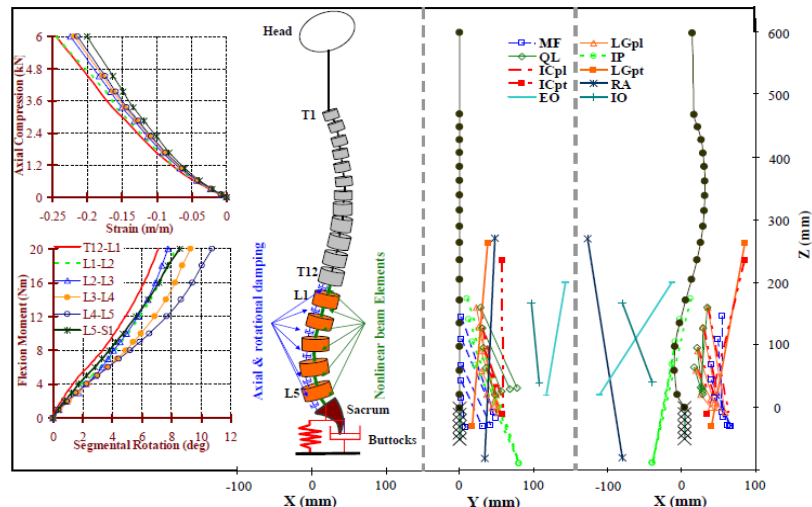 Axial Compression (kN)
6
4.8
3.6
2.4
1.2
0
-0.25
-0.2
-0.15
-0.1
-0.05
0
Strain (m/m)
Flexion Moment (Nm)
20
16
12
8
4
0
0
2
4
6
8
10
12
Segmental Rotation (deg)
T12-L1
L1-L2
L2-L3
L3-L4
L4-L5
L5-S1
Head
T1
T12
L1
L5
Sacrum
Buttocks
Axial & rotational damping
Nonlinear beam Elements
-100
0
100
X (mm)
MF
LGpl
QL
IP
ICpl
LGpt
ICpt
RA
EO
IO
0
100
Y (mm)
-100
0
100
X (mm)
600
500
400
300
200
100
0
Z (mm)